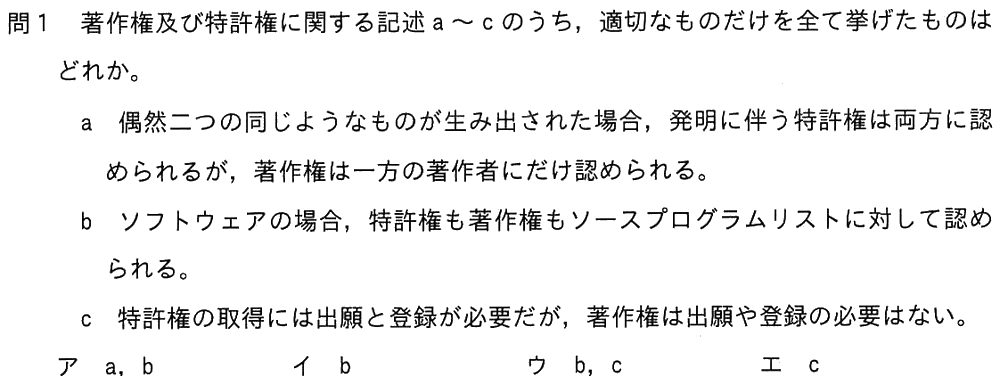 問1 著作権及び特許権に関する記述 a～c のうち，適切なものだけを全て挙げたものは
どれか。
a 偶然二つの同じようなものが生み出された場合，発明に伴う特許権は両方に認
められるが，著作権は一方の著作者にだけ認められる。
b ソフトウェアの場合，特許権も著作権もソースプログラムリストに対して認め
られる。
c 特許権の取得には出願と登録が必要だが，著作権は出願や登録の必要はない。
ア a，b イ b ウ b，c エ c